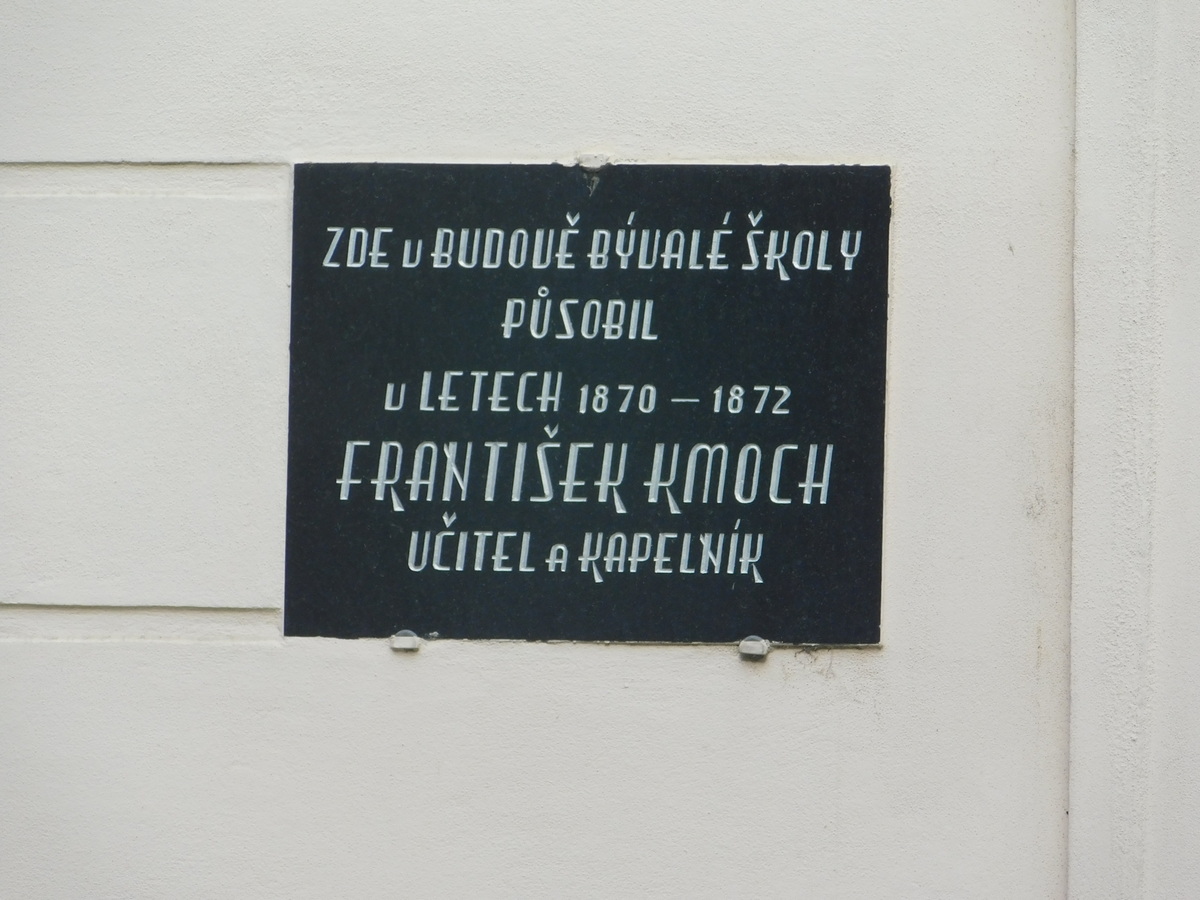 ZDE v BUDOVĚ BÝVALÉ ŠKOLY
PŮSOBIL
v LETECH 1870 — 1872
FRANTIŠEK KMOCH
UČITEL A KAPELNÍK